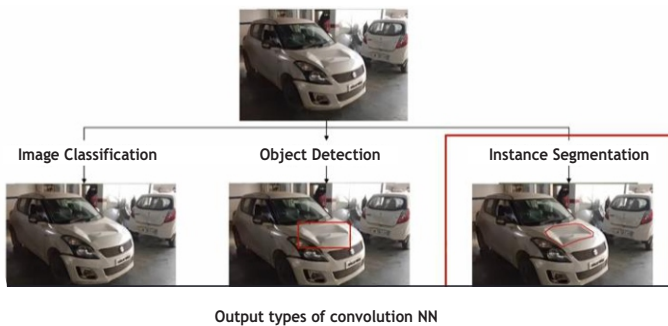 Image Classification
Object Detection
Instance Segmentation
Output types of convolution NN